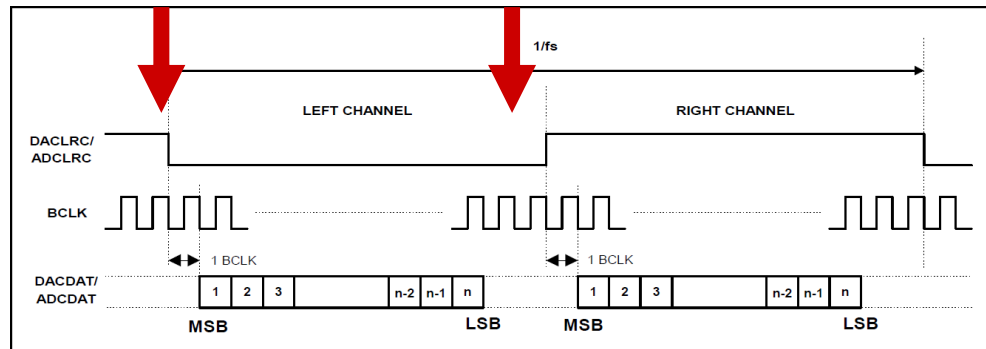 1/fs
LEFT CHANNEL
RIGHT CHANNEL
DACLRC/
ADCLRC
BCLK
1 BCLK
1 BCLK
DACDAT/
ADCDAT
1 2 3 n-2 n-1 n
1 2 3 n-2 n-1 n
MSB
LSB
MSB
LSB